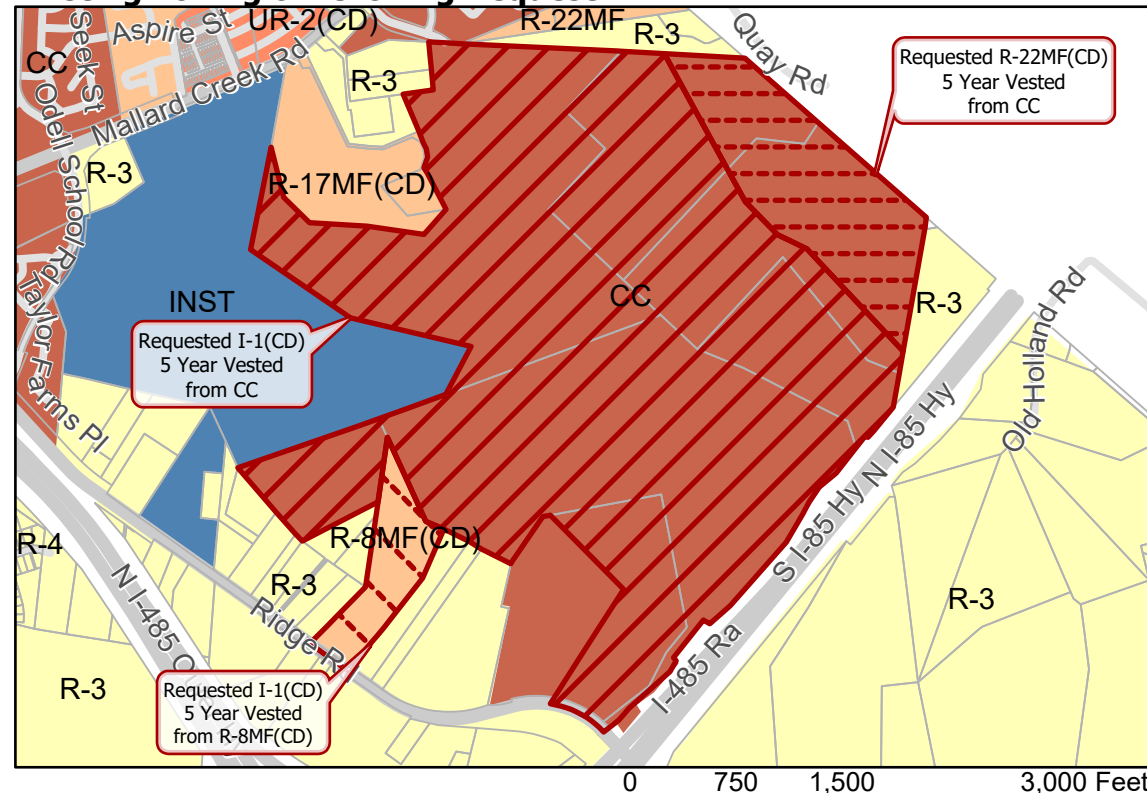 UR-2(CD)
R-22MF
R-3
Quay Rd
Aspire St
Seek St
CC
Odell School Rd
Mallard Creek Rd
R-3
R-3
R-17MF(CD)
Requested R-22MF(CD)
5 Year Vested
from CC
INST
CC
R-3
Requested I-1(CD)
5 Year Vested
from CC
Taylor Farms Pl
Old Holland Rd
S I-85 Hy
N I-85 Hy
R-8MF(CD)
R-4
R-3
R-3
N I-485
Ridge R
R-3
I-485 Ra
Requested I-1(CD)
5 Year Vested
from R-8MF(CD)
0 750 1,500 3,000 Feet